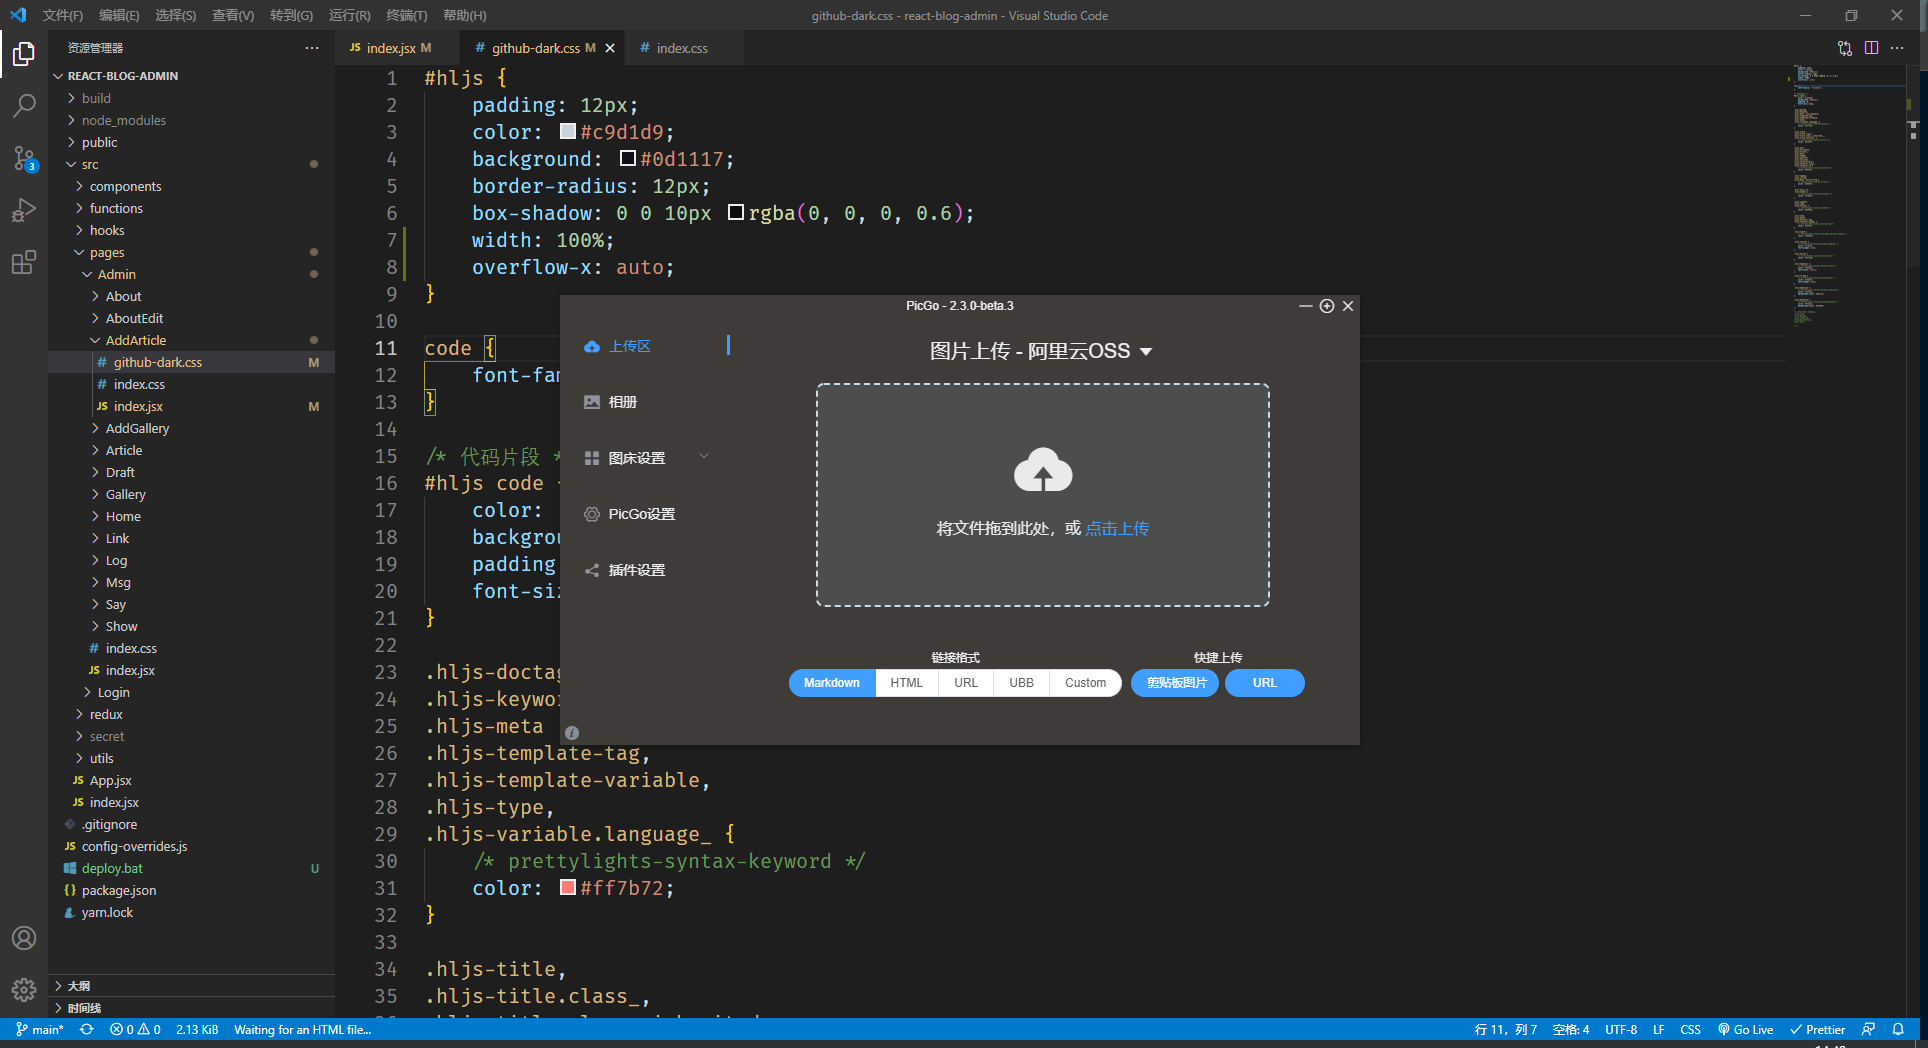 文件(F) 编辑(E) 选择(S) 查看(V) 转到(G) 运行(R) 终端(T) 帮助(H)
github-dark.css - react-blog-admin - Visual Studio Code
资源管理器
REACT-BLOG-ADMIN
build
node_modules
public
src
components
functions
hooks
pages
Admin
About
AboutEdit
AddArticle
# github-dark.css M
# index.css
JS index.jsx M
AddGallery
Article
Draft
Gallery
Home
Link
Log
Msg
Say
Show
# index.css
JS index.jsx
Login
redux
secret
utils
JS App.jsx
JS index.jsx
.gitignore
JS config-overrides.js
deploy.bat U
{} package.json
yarn.lock
大纲
时间线
3
JS index.jsx M
# github-dark.css M
# index.css
1 #hljs {
2 padding: 12px;
3 color: #c9d1d9;
4 background: #0d1117;
5 border-radius: 12px;
6 box-shadow: 0 0 10px rgba(0, 0, 0, 0.6);
7 width: 100%;
8 overflow-x: auto;
9 }
10
11 code {
12 font-fam
13 }
14
15 /* 代码片段 *
16 #hljs code
17 color:
18 backgrou
19 padding
20 font-siz
21 }
22
23 .hljs-doctag
24 .hljs-keywor
25 .hljs-meta
26 .hljs-template-tag,
27 .hljs-template-variable,
28 .hljs-type,
29 .hljs-variable.language_ {
30 /* prettylights-syntax-keyword */
31 color: #ff7b72;
32 }
33
34 .hljs-title,
35 .hljs-title.class_,
PicGo - 2.3.0-beta.3
上传区
相册
图床设置
PicGo设置
插件设置
图片上传 - 阿里云OSS
将文件拖到此处，或 点击上传
链接格式
Markdown HTML URL UBB Custom
快捷上传
剪贴板图片 URL
main* 0 0 2.13 KiB Waiting for an HTML file... 行 11，列 7 空格: 4 UTF-8 LF CSS Go Live Prettier